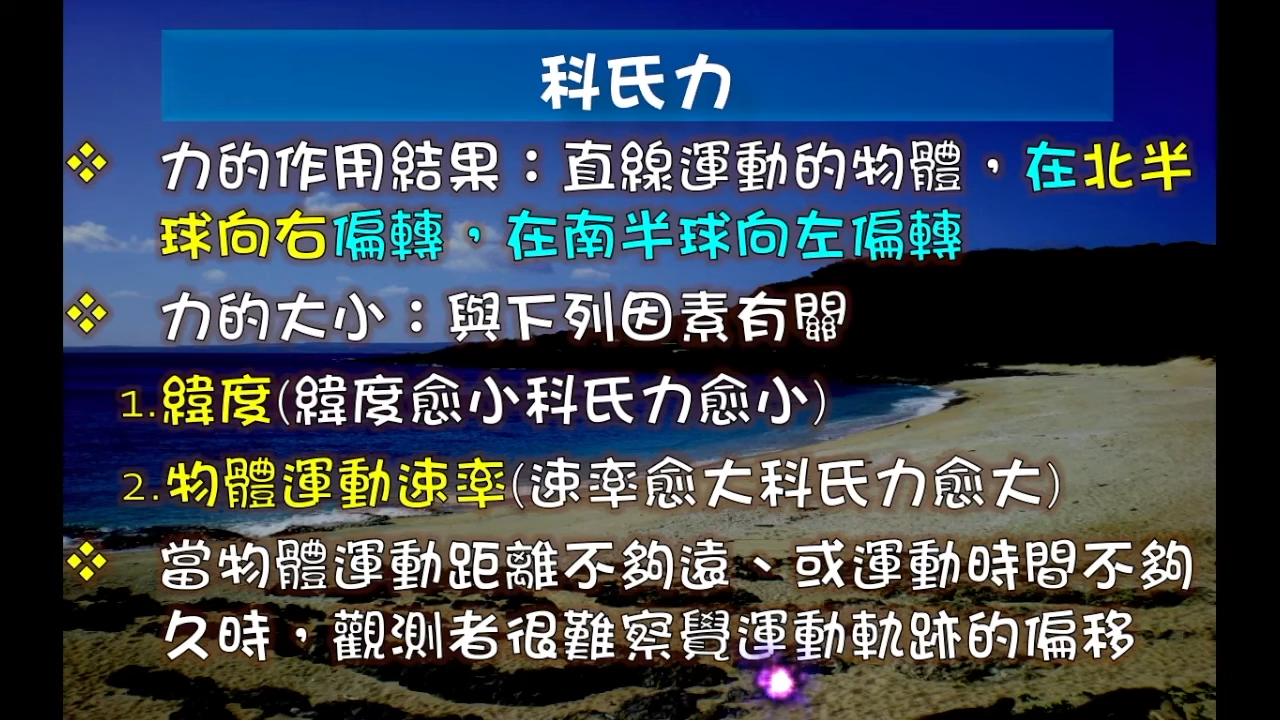 科氏力
❖ 力的作用結果：直線運動的物體，在北半
球向右偏轉，在南半球向左偏轉
❖ 力的大小：與下列因素有關
1.緯度(緯度愈小科氏力愈小)
2.物體運動速率(速率愈大科氏力愈大)
❖ 當物體運動距離不夠遠、或運動時間不夠
久時，觀測者很難察覺運動軌跡的偏移